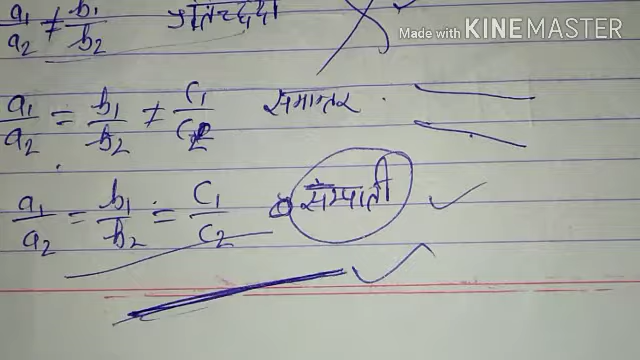 a1/a2 ≠ b1/b2 प्रतिच्छेदी
Made with KINEMASTER
a1/a2 = b1/b2 ≠ c1/c2 समान्तर
a1/a2 = b1/b2 = c1/c2 संम्पाती